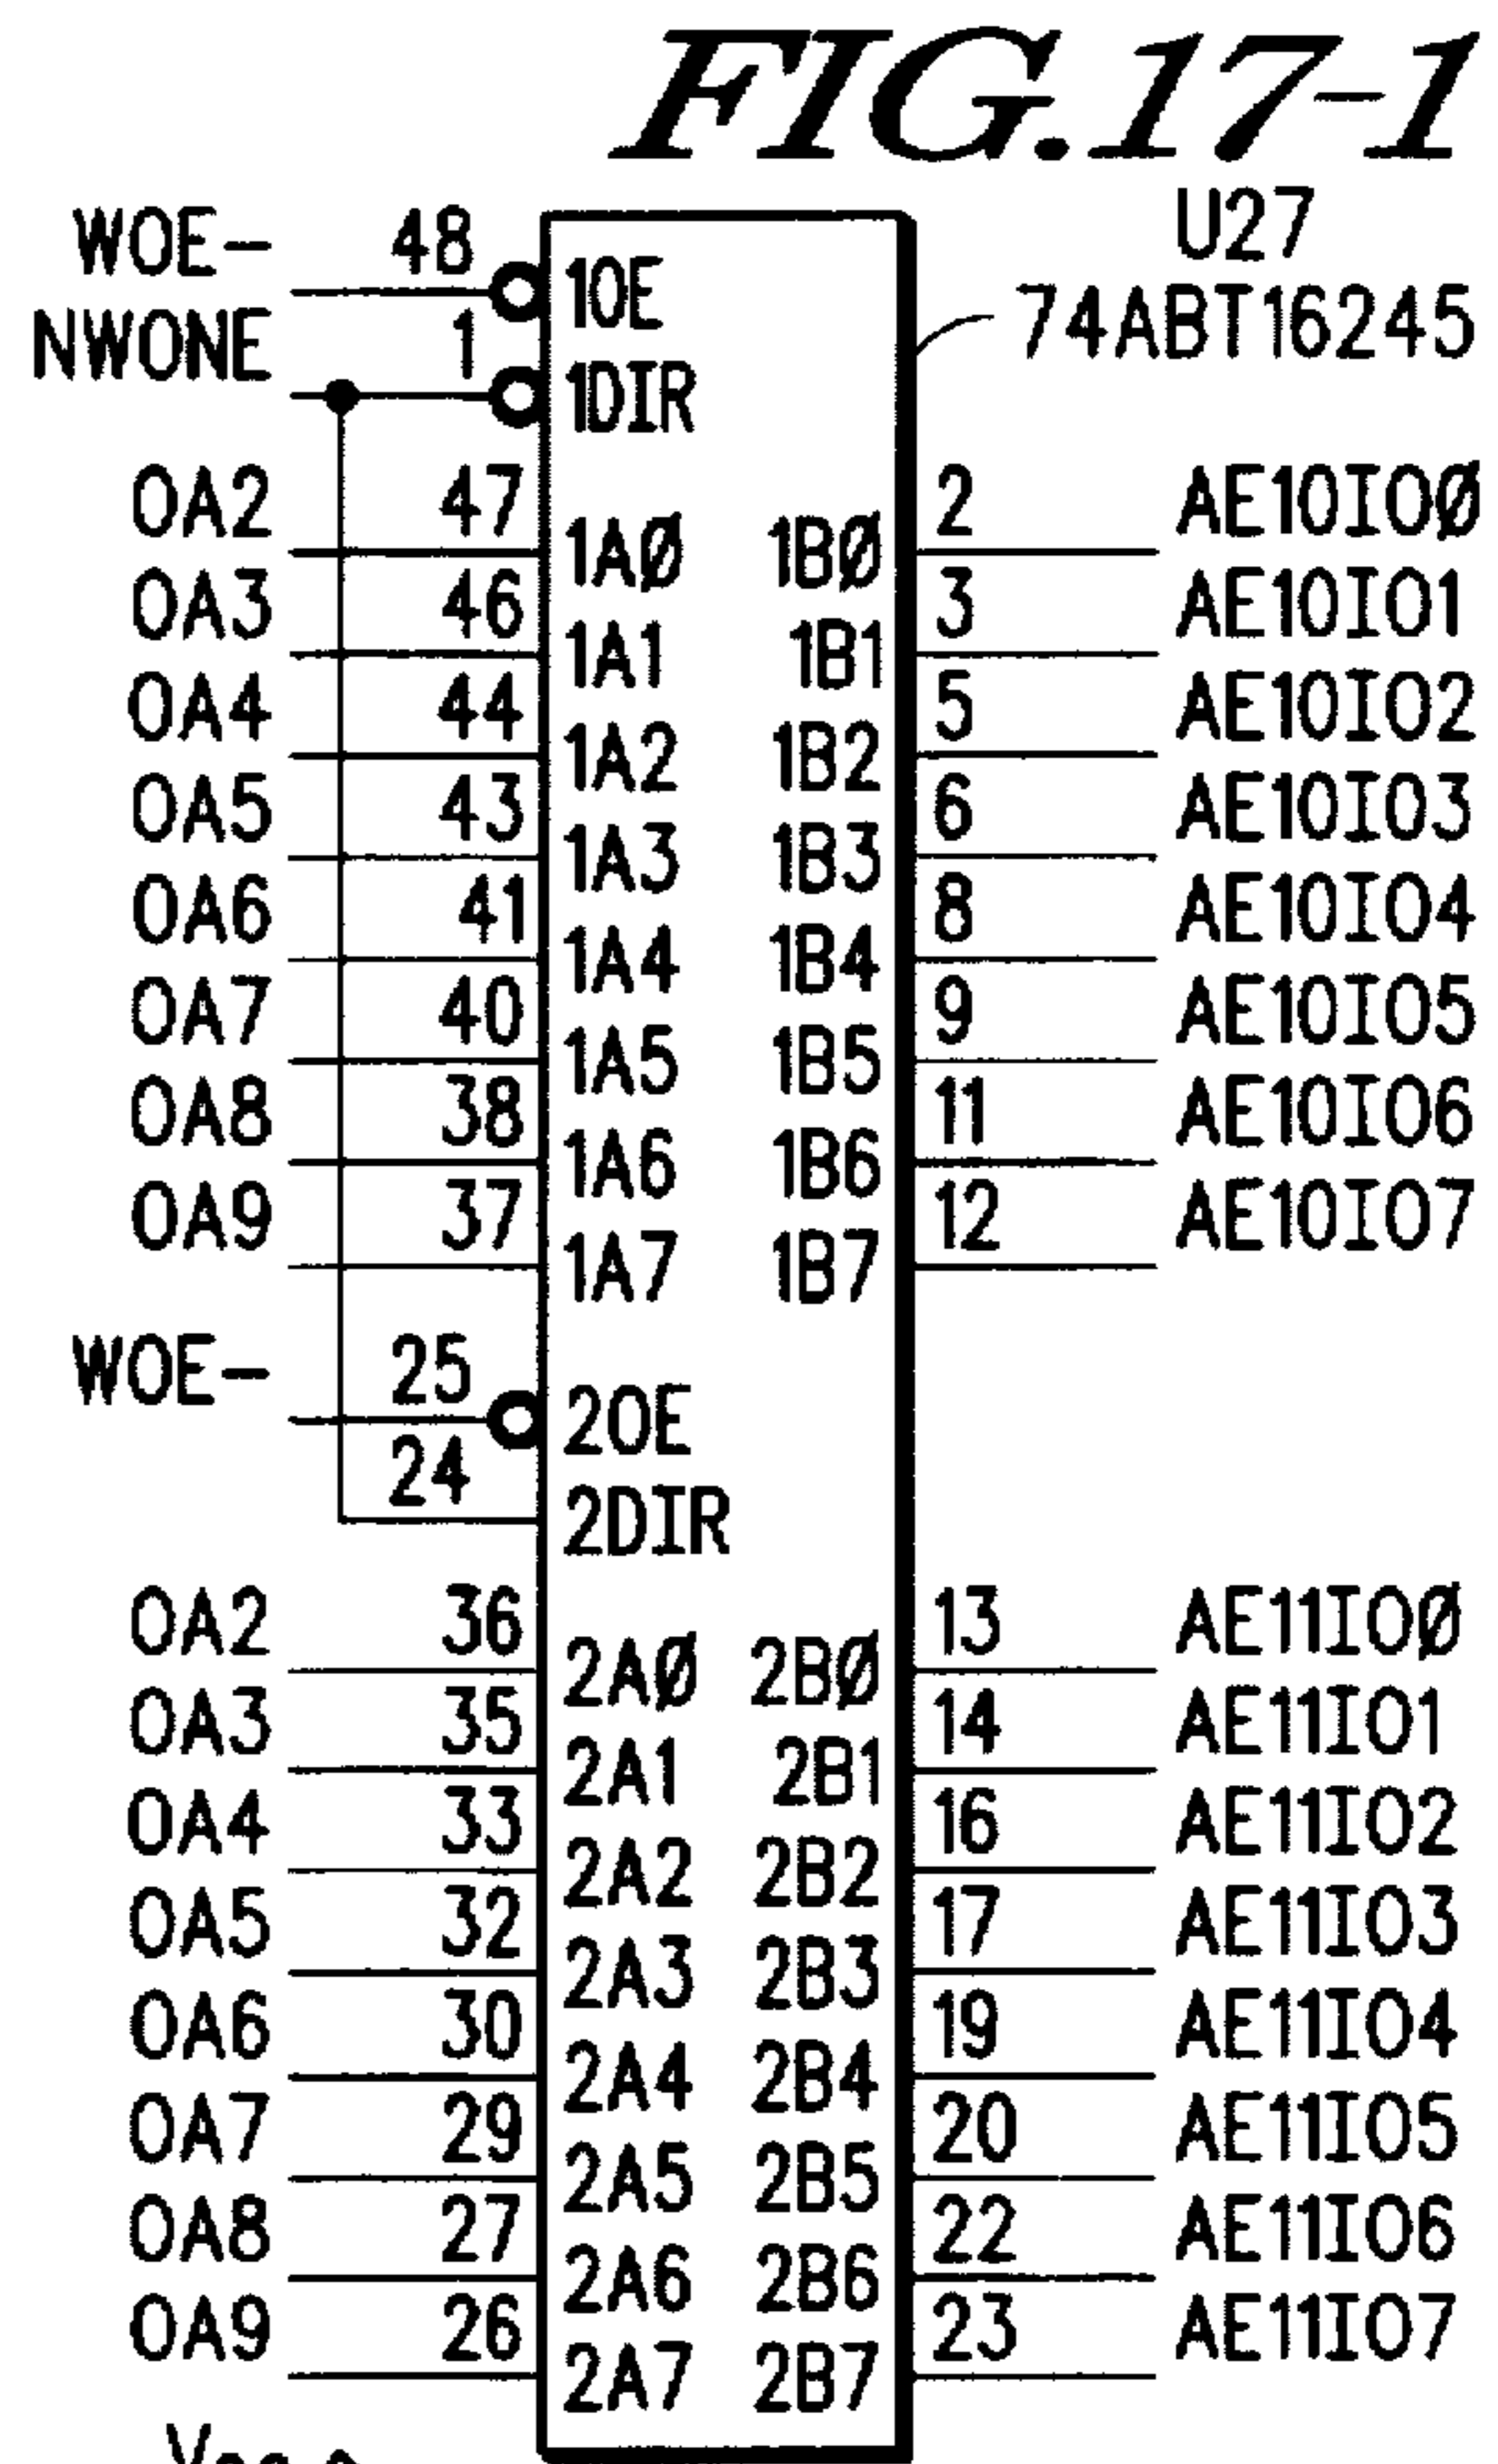 FIG.17-1
U27
74ABT16245
WOE- 48 1OE
NWONE 1 1DIR
OA2 47 1AØ 1BØ 2 AE10IOØ
OA3 46 1A1 1B1 3 AE10IO1
OA4 44 1A2 1B2 5 AE10IO2
OA5 43 1A3 1B3 6 AE10IO3
OA6 41 1A4 1B4 8 AE10IO4
OA7 40 1A5 1B5 9 AE10IO5
OA8 38 1A6 1B6 11 AE10IO6
OA9 37 1A7 1B7 12 AE10IO7
WOE- 25 2OE
24 2DIR
OA2 36 2AØ 2BØ 13 AE11IOØ
OA3 35 2A1 2B1 14 AE11IO1
OA4 33 2A2 2B2 16 AE11IO2
OA5 32 2A3 2B3 17 AE11IO3
OA6 30 2A4 2B4 19 AE11IO4
OA7 29 2A5 2B5 20 AE11IO5
OA8 27 2A6 2B6 22 AE11IO6
OA9 26 2A7 2B7 23 AE11IO7